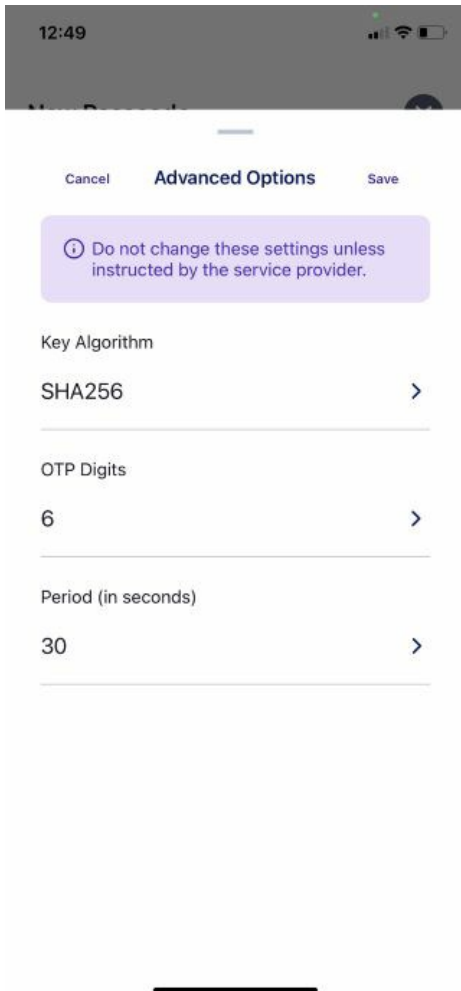 12:49
Cancel
Advanced Options
Save
Do not change these settings unless
instructed by the service provider.
Key Algorithm
SHA256
OTP Digits
6
Period (in seconds)
30